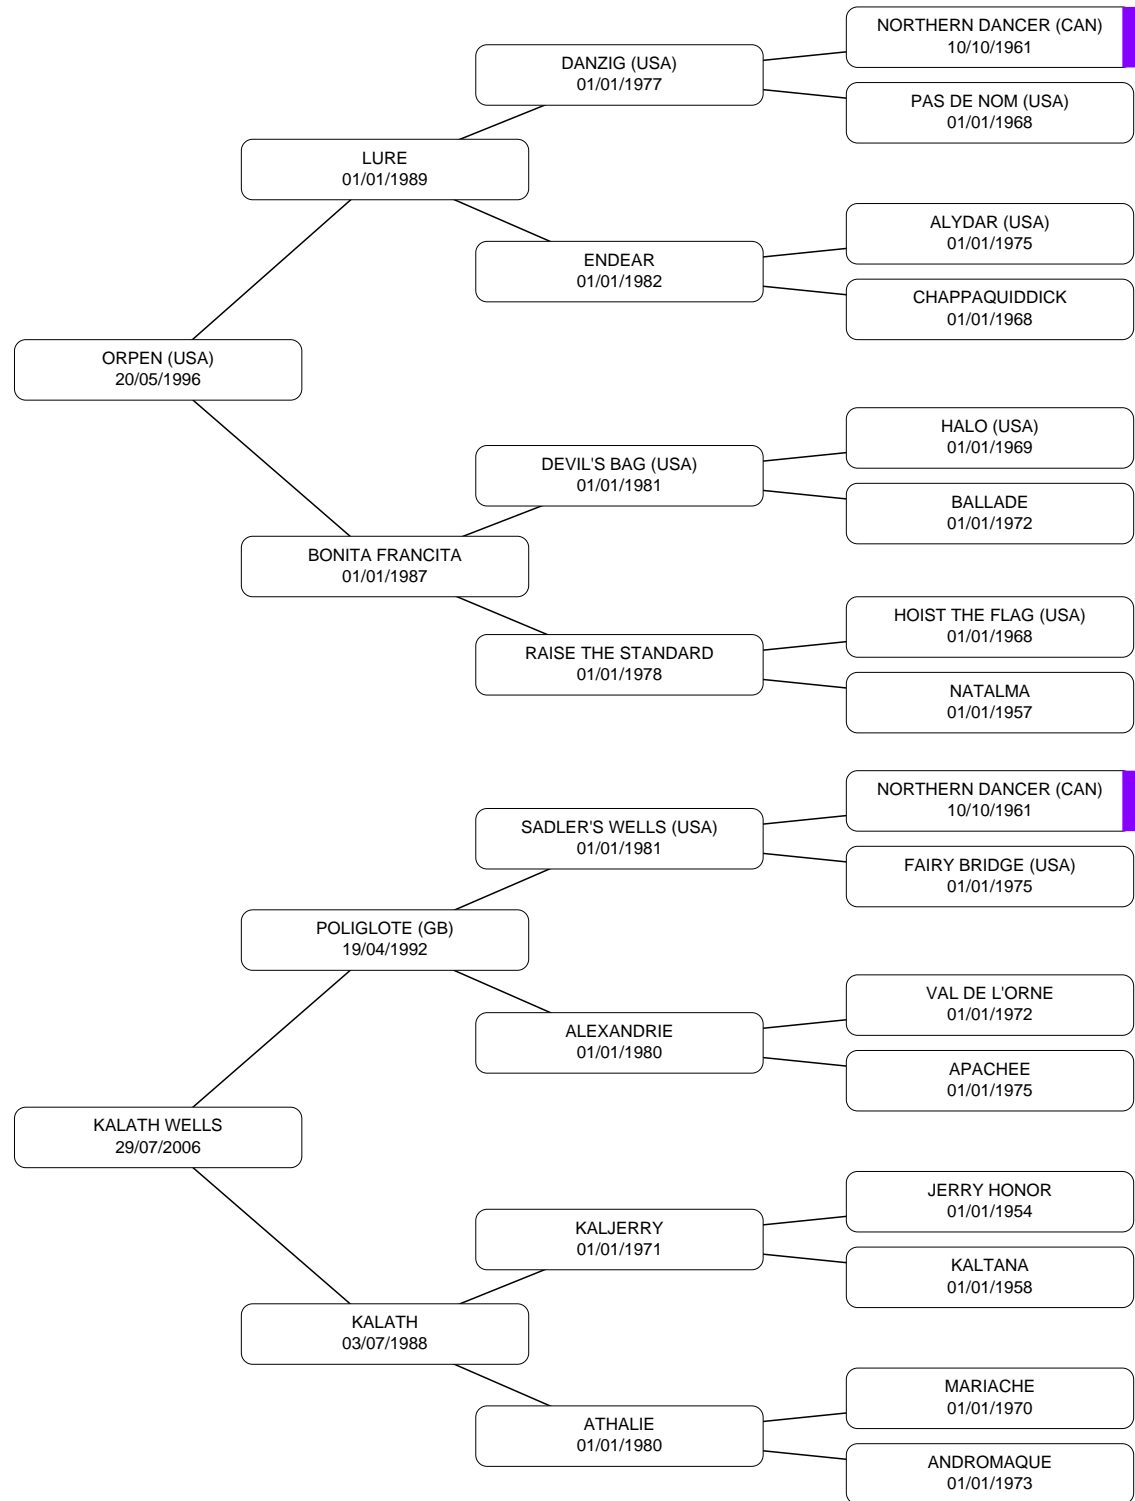 NORTHERN DANCER (CAN)
10/10/1961
DANZIG (USA)
01/01/1977
PAS DE NOM (USA)
01/01/1968
LURE
01/01/1989
ALYDAR (USA)
01/01/1975
ENDEAR
01/01/1982
CHAPPAQUIDDICK
01/01/1968
ORPEN (USA)
20/05/1996
HALO (USA)
01/01/1969
DEVIL'S BAG (USA)
01/01/1981
BALLADE
01/01/1972
BONITA FRANCITA
01/01/1987
HOIST THE FLAG (USA)
01/01/1968
RAISE THE STANDARD
01/01/1978
NATALMA
01/01/1957
NORTHERN DANCER (CAN)
10/10/1961
SADLER'S WELLS (USA)
01/01/1981
FAIRY BRIDGE (USA)
01/01/1975
POLIGLOTE (GB)
19/04/1992
VAL DE L'ORNE
01/01/1972
ALEXANDRIE
01/01/1980
APACHEE
01/01/1975
KALATH WELLS
29/07/2006
JERRY HONOR
01/01/1954
KALJERRY
01/01/1971
KALTANA
01/01/1958
KALATH
03/07/1988
MARIACHE
01/01/1970
ATHALIE
01/01/1980
ANDROMAQUE
01/01/1973